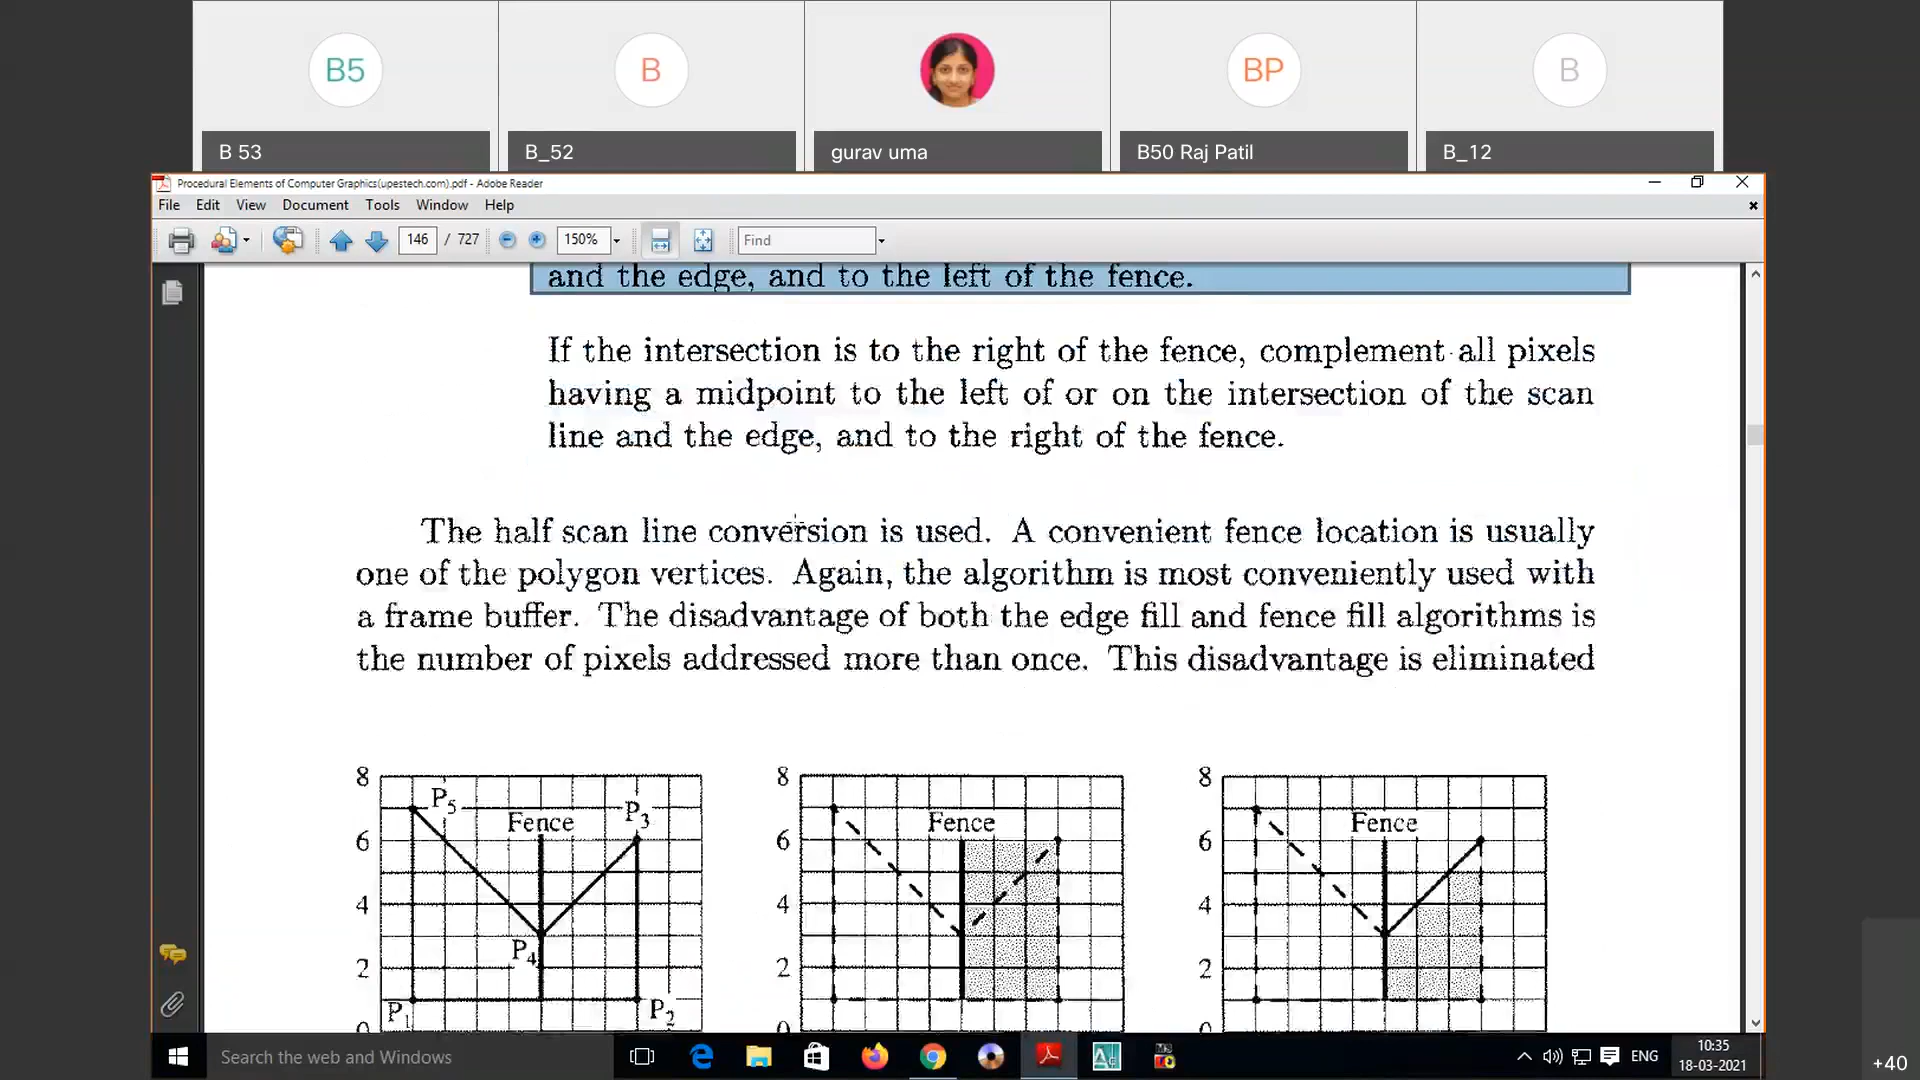 B5
B
BP
B
B 53
B_52
gurav uma
B50 Raj Patil
B_12
Procedural Elements of Computer Graphics(upestech.com).pdf - Adobe Reader
File Edit View Document Tools Window Help
146 / 727 150% Find
and the edge, and to the left of the fence.
If the intersection is to the right of the fence, complement all pixels
having a midpoint to the left of or on the intersection of the scan
line and the edge, and to the right of the fence.
The half scan line conversion is used. A convenient fence location is usually
one of the polygon vertices. Again, the algorithm is most conveniently used with
a frame buffer. The disadvantage of both the edge fill and fence fill algorithms is
the number of pixels addressed more than once. This disadvantage is eliminated
8
P5
Fence
P3
6
4
P4
2
P1
P2
0
8
Fence
6
4
2
0
8
Fence
6
4
2
0
Search the web and Windows
ENG
10:35
18-03-2021
+40